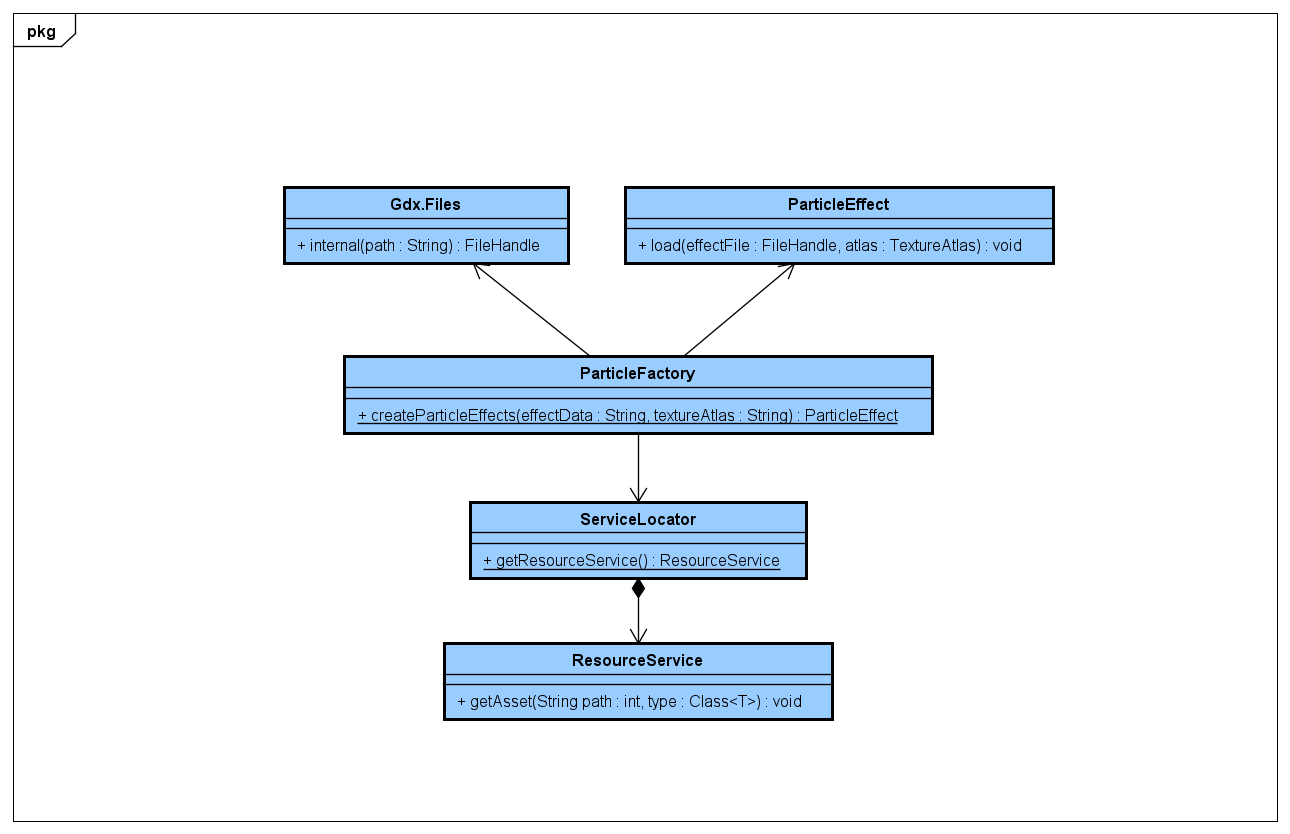 pkg
Gdx.Files
+ internal(path : String) : FileHandle
ParticleEffect
+ load(effectFile : FileHandle, atlas : TextureAtlas) : void
ParticleFactory
+ createParticleEffects(effectData : String, textureAtlas : String) : ParticleEffect
ServiceLocator
+ getResourceService() : ResourceService
ResourceService
+ getAsset(String path : int, type : Class<T>) : void